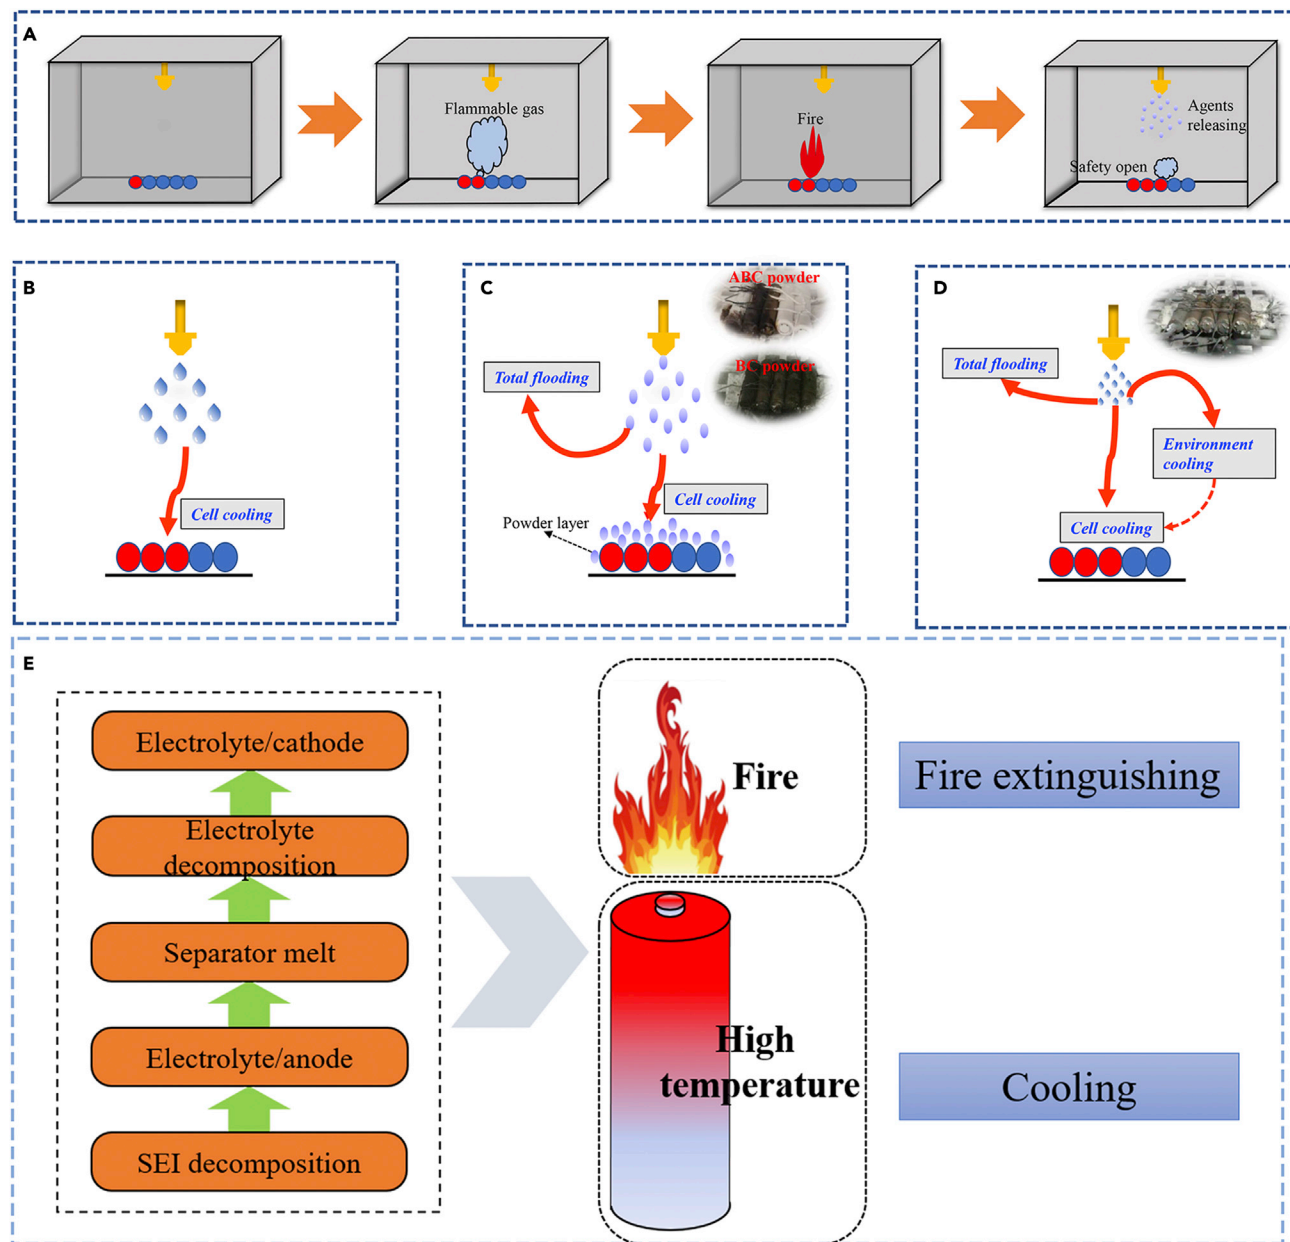 A
Flammable gas
Fire
Agents
releasing
Safety open
B
Cell cooling
C
ABC powder
BC powder
Total flooding
Cell cooling
Powder layer
D
Total flooding
Environment
cooling
Cell cooling
E
Electrolyte/cathode
Electrolyte
decomposition
Separator melt
Electrolyte/anode
SEI decomposition
Fire
High
temperature
Fire extinguishing
Cooling